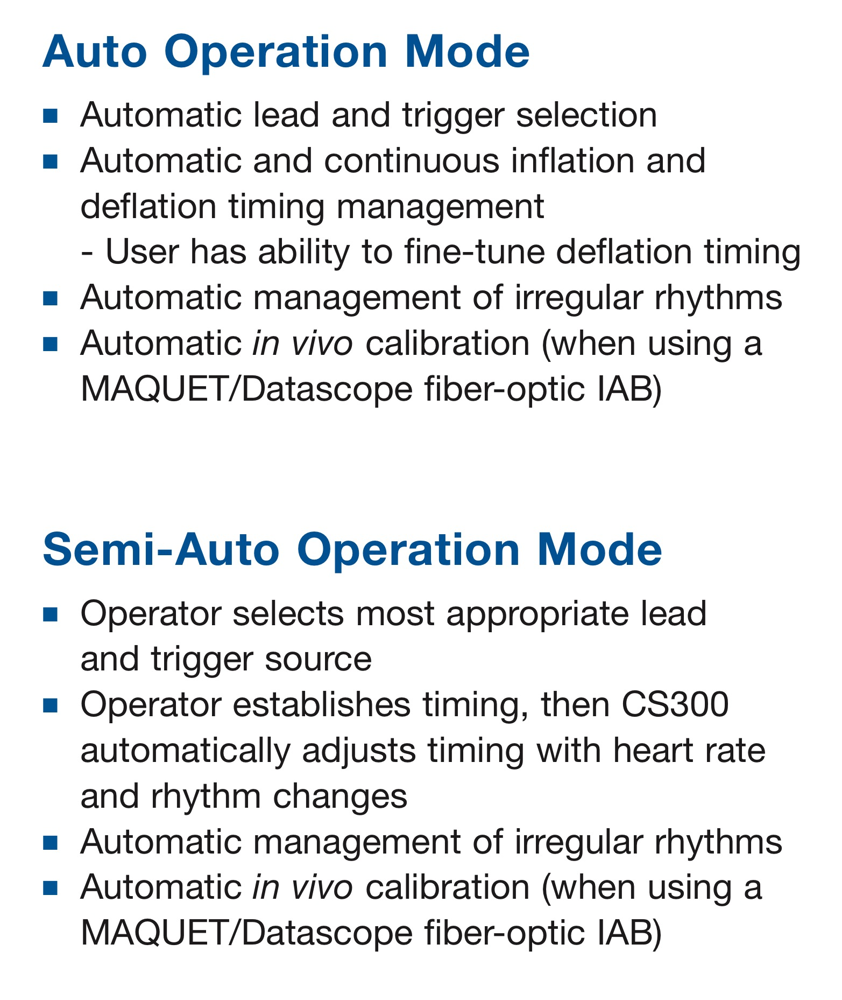 Auto Operation Mode
■ Automatic lead and trigger selection
■ Automatic and continuous inflation and
deflation timing management
- User has ability to fine-tune deflation timing
■ Automatic management of irregular rhythms
■ Automatic in vivo calibration (when using a
MAQUET/Datascope fiber-optic IAB)
Semi-Auto Operation Mode
■ Operator selects most appropriate lead
and trigger source
■ Operator establishes timing, then CS300
automatically adjusts timing with heart rate
and rhythm changes
■ Automatic management of irregular rhythms
■ Automatic in vivo calibration (when using a
MAQUET/Datascope fiber-optic IAB)